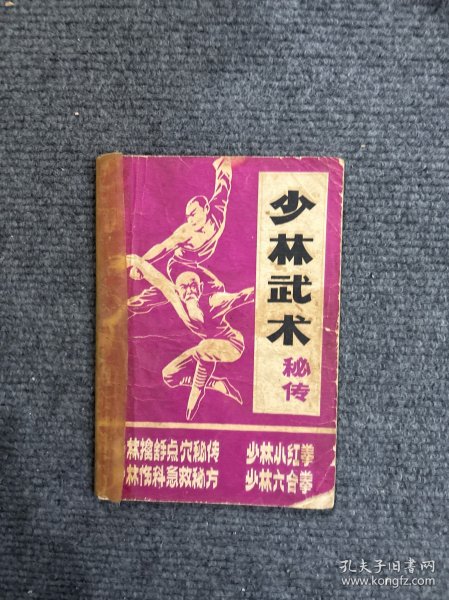 少林武术
秘传
林擒拿点穴秘传
少林小红拳
林伤科急救秘方
少林六合拳
孔夫子旧书网
www.kongfz.com